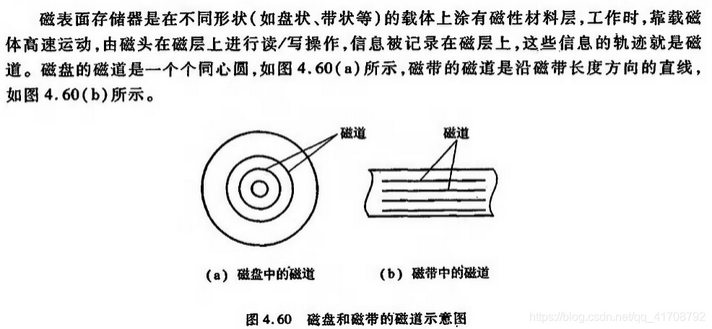 磁表面存储器是在不同形状(如盘状、带状等)的载体上涂有磁性材料层,工作时,靠载磁
体高速运动,由磁头在磁层上进行读/写操作,信息被记录在磁层上,这些信息的轨迹就是磁
道。磁盘的磁道是一个个同心圆,如图4.60(a)所示,磁带的磁道是沿磁带长度方向的直线,
如图4.60(b)所示。
磁道
磁道
(a) 磁盘中的磁道
(b) 磁带中的磁道
图4.60 磁盘和磁带的磁道示意图
https://blog.csdn.net/qq_41708792